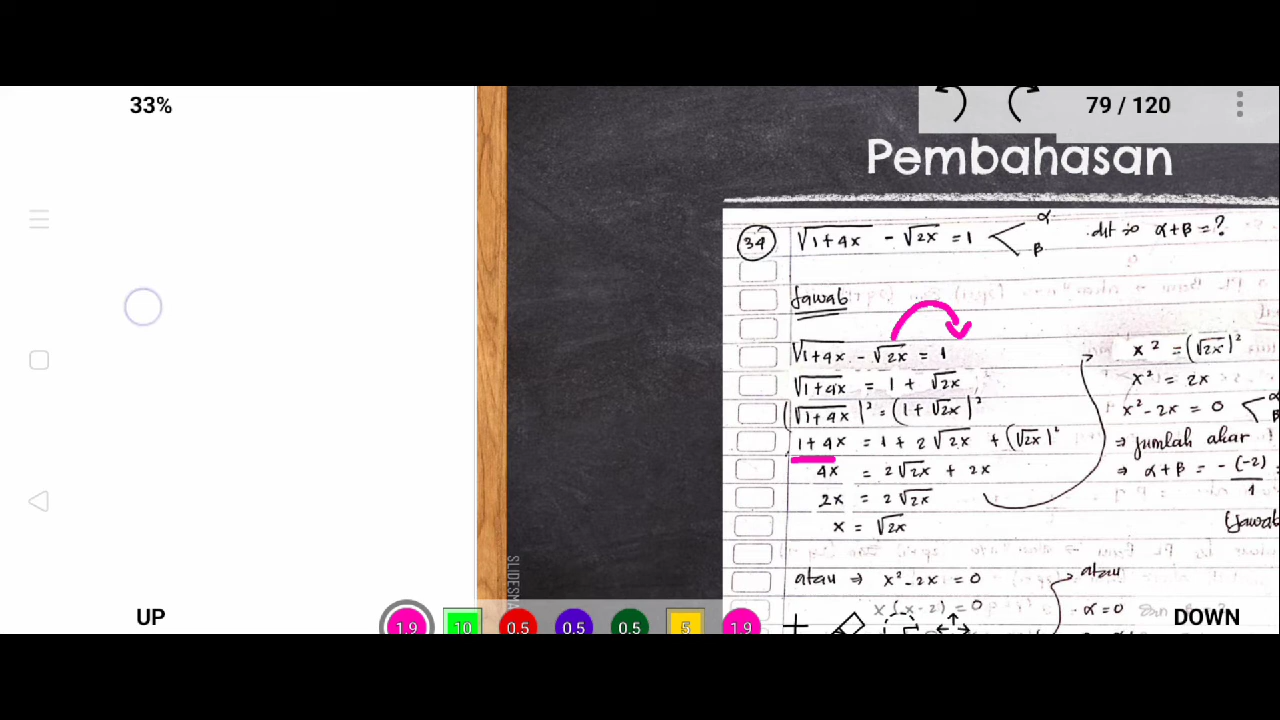 33%
79 / 120
Pembahasan
34 √1+4x - √2x = 1 α β dit α+β = ?
Jawab
√1+4x - √2x = 1
√1+4x = 1 + √2x
(√1+4x)² = (1+√2x)²
1+4x = 1 + 2√2x + (√2x)²
4x = 2√2x + 2x
2x = 2√2x
x = √2x
x² = (√2x)²
x² = 2x
x² - 2x = 0
⇒ jumlah akar
⇒ α+β = -(-2)
1
(Jawab
atau ⇒ x² - 2x = 0
x(x-2) = 0
atau
α=0
SLIDESMA
UP
1.9 10 0.5 0.5 0.5 5 1.9
DOWN